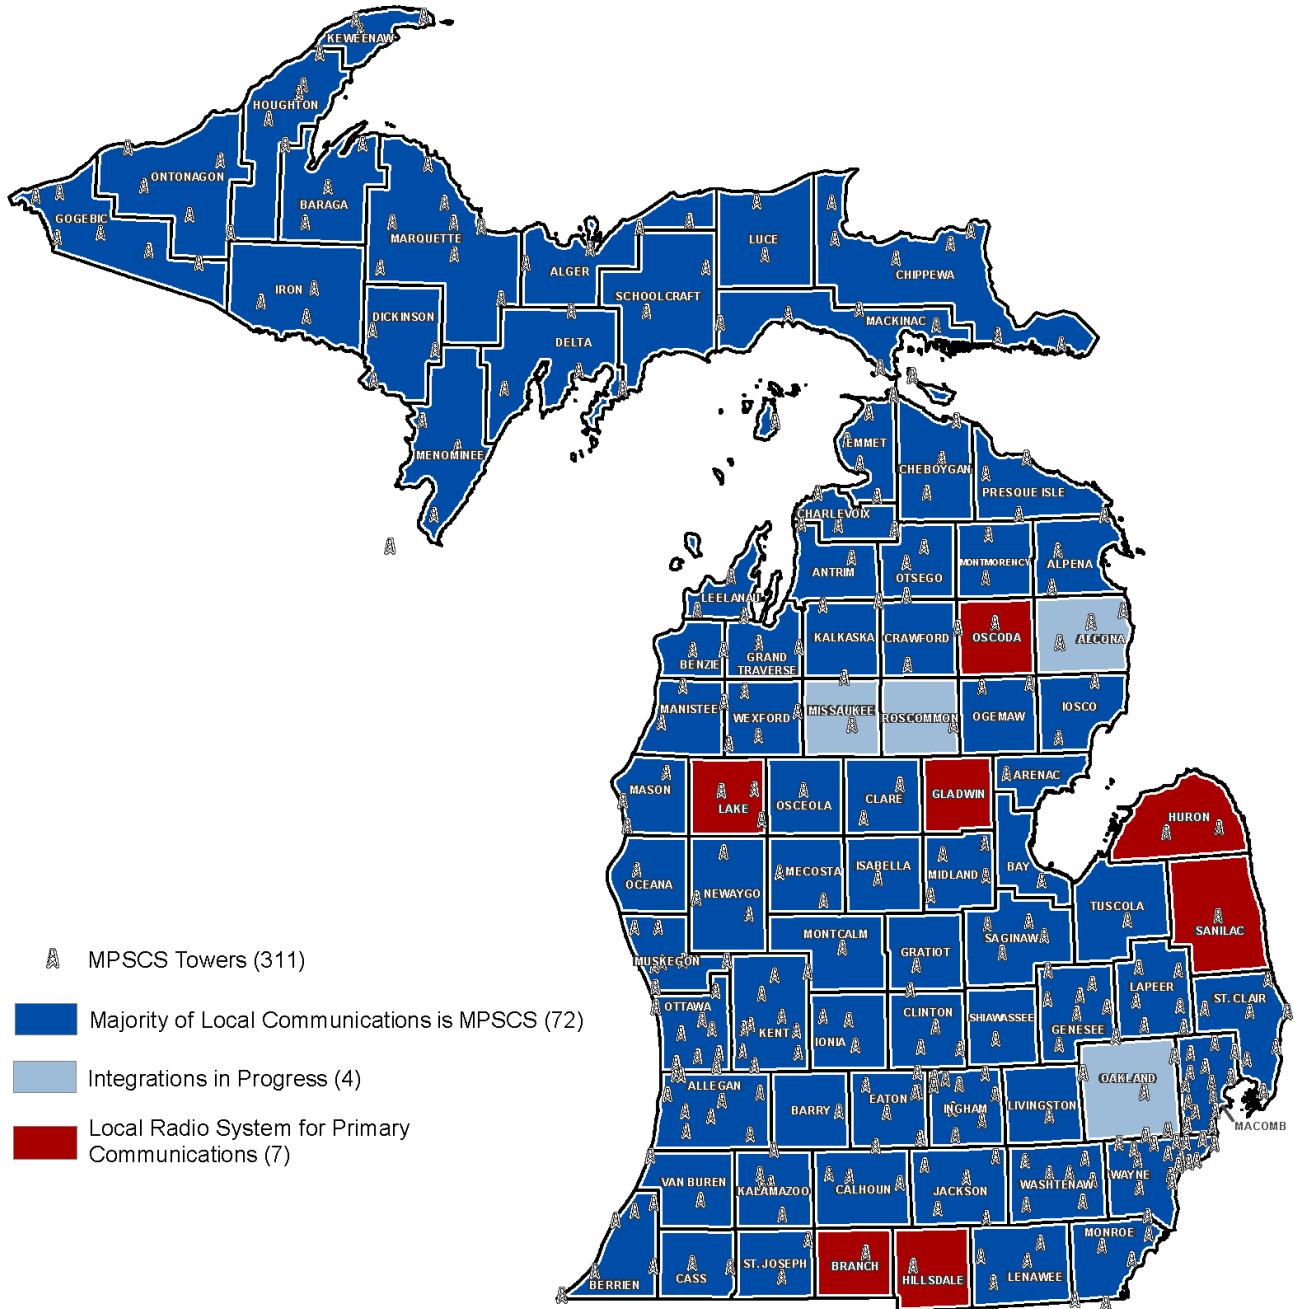 KEWEENAW
HOUGHTON
ONTONAGON
BARAGA
GOGEBIC
MARQUETTE
LUCE
ALGER
CHIPPEWA
IRON
SCHOOLCRAFT
DICKINSON
MACKINAC
DELTA
EMMET
MENOMINEE
CHEBOYGAN
PRESQUE ISLE
CHARLEVOIX
MONTMORENCY
ALPENA
ANTRIM
OTSEGO
LEELANAU
KALKASKA
CRAWFORD
OSCODA
ALCONA
BENZIE
GRAND
TRAVERSE
MANISTEE
WEXFORD
MISSAUKEE
ROSCOMMON
OGEMAW
IOSCO
ARENAC
MASON
LAKE
OSCEOLA
CLARE
GLADWIN
HURON
OCEANA
NEWAYGO
MECOSTA
ISABELLA
MIDLAND
BAY
TUSCOLA
SANILAC
MONTCALM
GRATIOT
SAGINAW
MUSKEGON
LAPEER
ST. CLAIR
OTTAWA
KENT
IONIA
CLINTON
SHIAWASSEE
GENESEE
ALLEGAN
BARRY
EATON
INGHAM
LIVINGSTON
OAKLAND
MACOMB
VAN BUREN
KALAMAZOO
CALHOUN
JACKSON
WASHTENAW
WAYNE
BERRIEN
CASS
ST. JOSEPH
BRANCH
HILLSDALE
LENAWEE
MONROE
MPSCS Towers (311)
Majority of Local Communications is MPSCS (72)
Integrations in Progress (4)
Local Radio System for Primary
Communications (7)